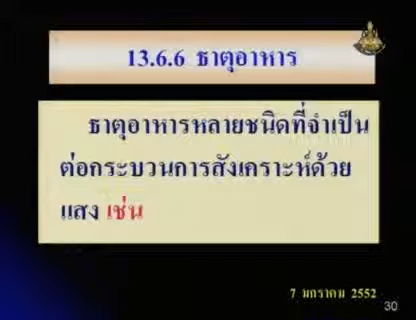 13.6.6 ธาตุอาหาร
ธาตุอาหารหลายชนิดที่จำเป็น
ต่อกระบวนการสังเคราะห์ด้วย
แสง เช่น
7 มกราคม 2552
30